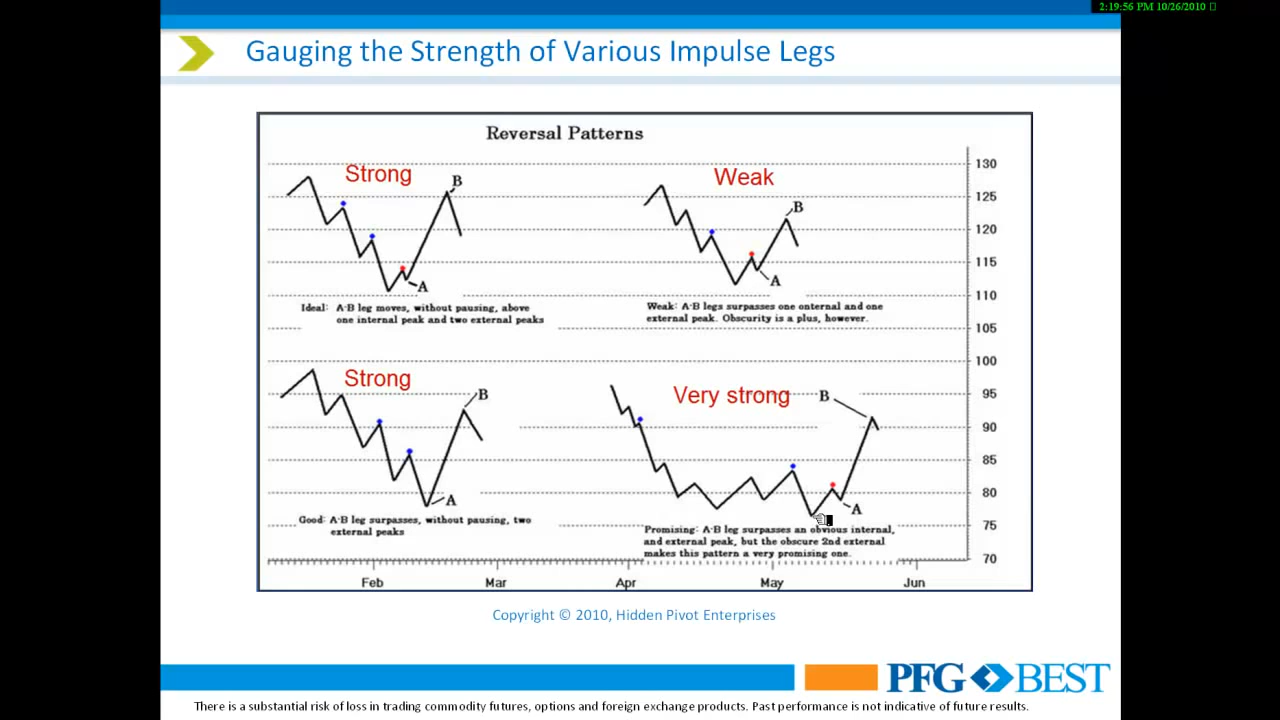 2:19:56 PM 10/26/2010
Gauging the Strength of Various Impulse Legs
Reversal Patterns
Strong
B
A
Ideal: A-B leg moves, without pausing, above
one internal peak and two external peaks
Weak
B
A
Weak: A-B legs surpasses one onternal and one
external peak. Obscurity is a plus, however.
Strong
B
A
Good: A-B leg surpasses, without pausing, two
external peaks
Very strong
B
A
Promising: A-B leg surpasses an obvious internal,
and external peak, but the obscure 2nd external
makes this pattern a very promising one.
130
125
120
115
110
105
100
95
90
85
80
75
70
Feb Mar Apr May Jun
Copyright © 2010, Hidden Pivot Enterprises
PFG BEST
There is a substantial risk of loss in trading commodity futures, options and foreign exchange products. Past performance is not indicative of future results.